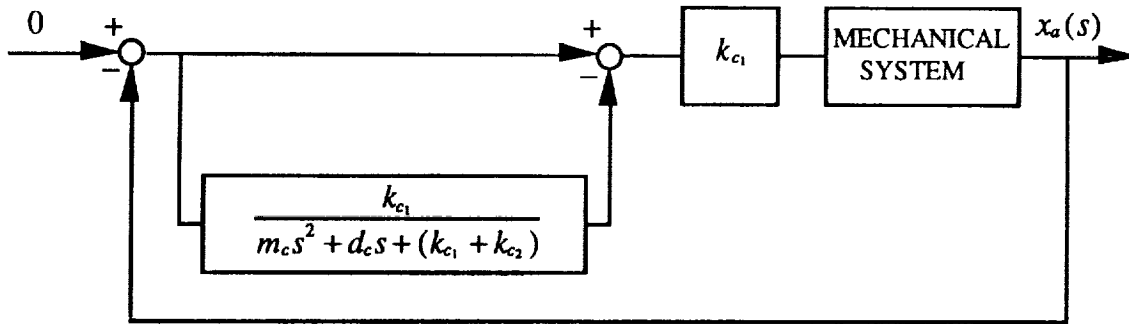 0
+
−
+
−
k_{c_1}
MECHANICAL
SYSTEM
x_a(s)
k_{c_1}
m_c s^2 + d_c s + (k_{c_1} + k_{c_2})